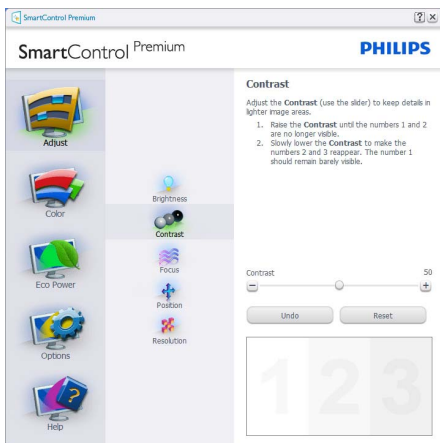 SmartControl Premium
SmartControl Premium
PHILIPS
Adjust
Color
Eco Power
Options
Help
Brightness
Contrast
Focus
Position
Resolution
Contrast
Adjust the Contrast (use the slider) to keep details in
lighter image areas.
1. Raise the Contrast until the numbers 1 and 2
are no longer visible.
2. Slowly lower the Contrast to make the
numbers 2 and 3 reappear. The number 1
should remain barely visible.
Contrast 50
Undo Reset
1 2 3